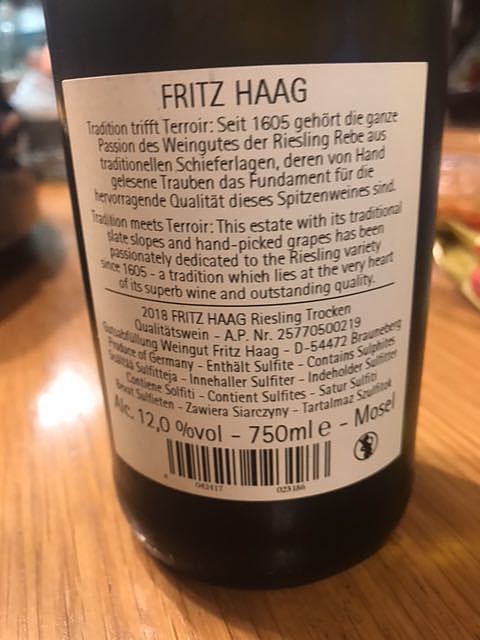 FRITZ HAAG
Tradition trifft Terroir: Seit 1605 gehört die ganze
Passion des Weingutes der Riesling Rebe aus
traditionellen Schieferlagen, deren von Hand
gelesene Trauben das Fundament für die
hervorragende Qualität dieses Spitzenweines sind.
Tradition meets Terroir: This estate with its traditional
slate slopes and hand-picked grapes has been
passionately dedicated to the Riesling variety
since 1605 - a tradition which lies at the very heart
of its superb wine and outstanding quality.
2018 FRITZ HAAG Riesling Trocken
Qualitätswein - A.P. Nr. 25770500219
Gutsabfüllung Weingut Fritz Haag - D-54472 Brauneberg
Produce of Germany - Enthält Sulfite - Contains Sulphites
Sulfitteja - Innehaller Sulfiter - Indeholder Sulfitter
Contiene Solfiti - Contient Sulfites - Satur Sulfiti
Sulfieten - Zawiera Siarczyny - Tartalmaz Szulfitok
Alc. 12,0 %vol - 750ml e - Mosel
4 042417 025186